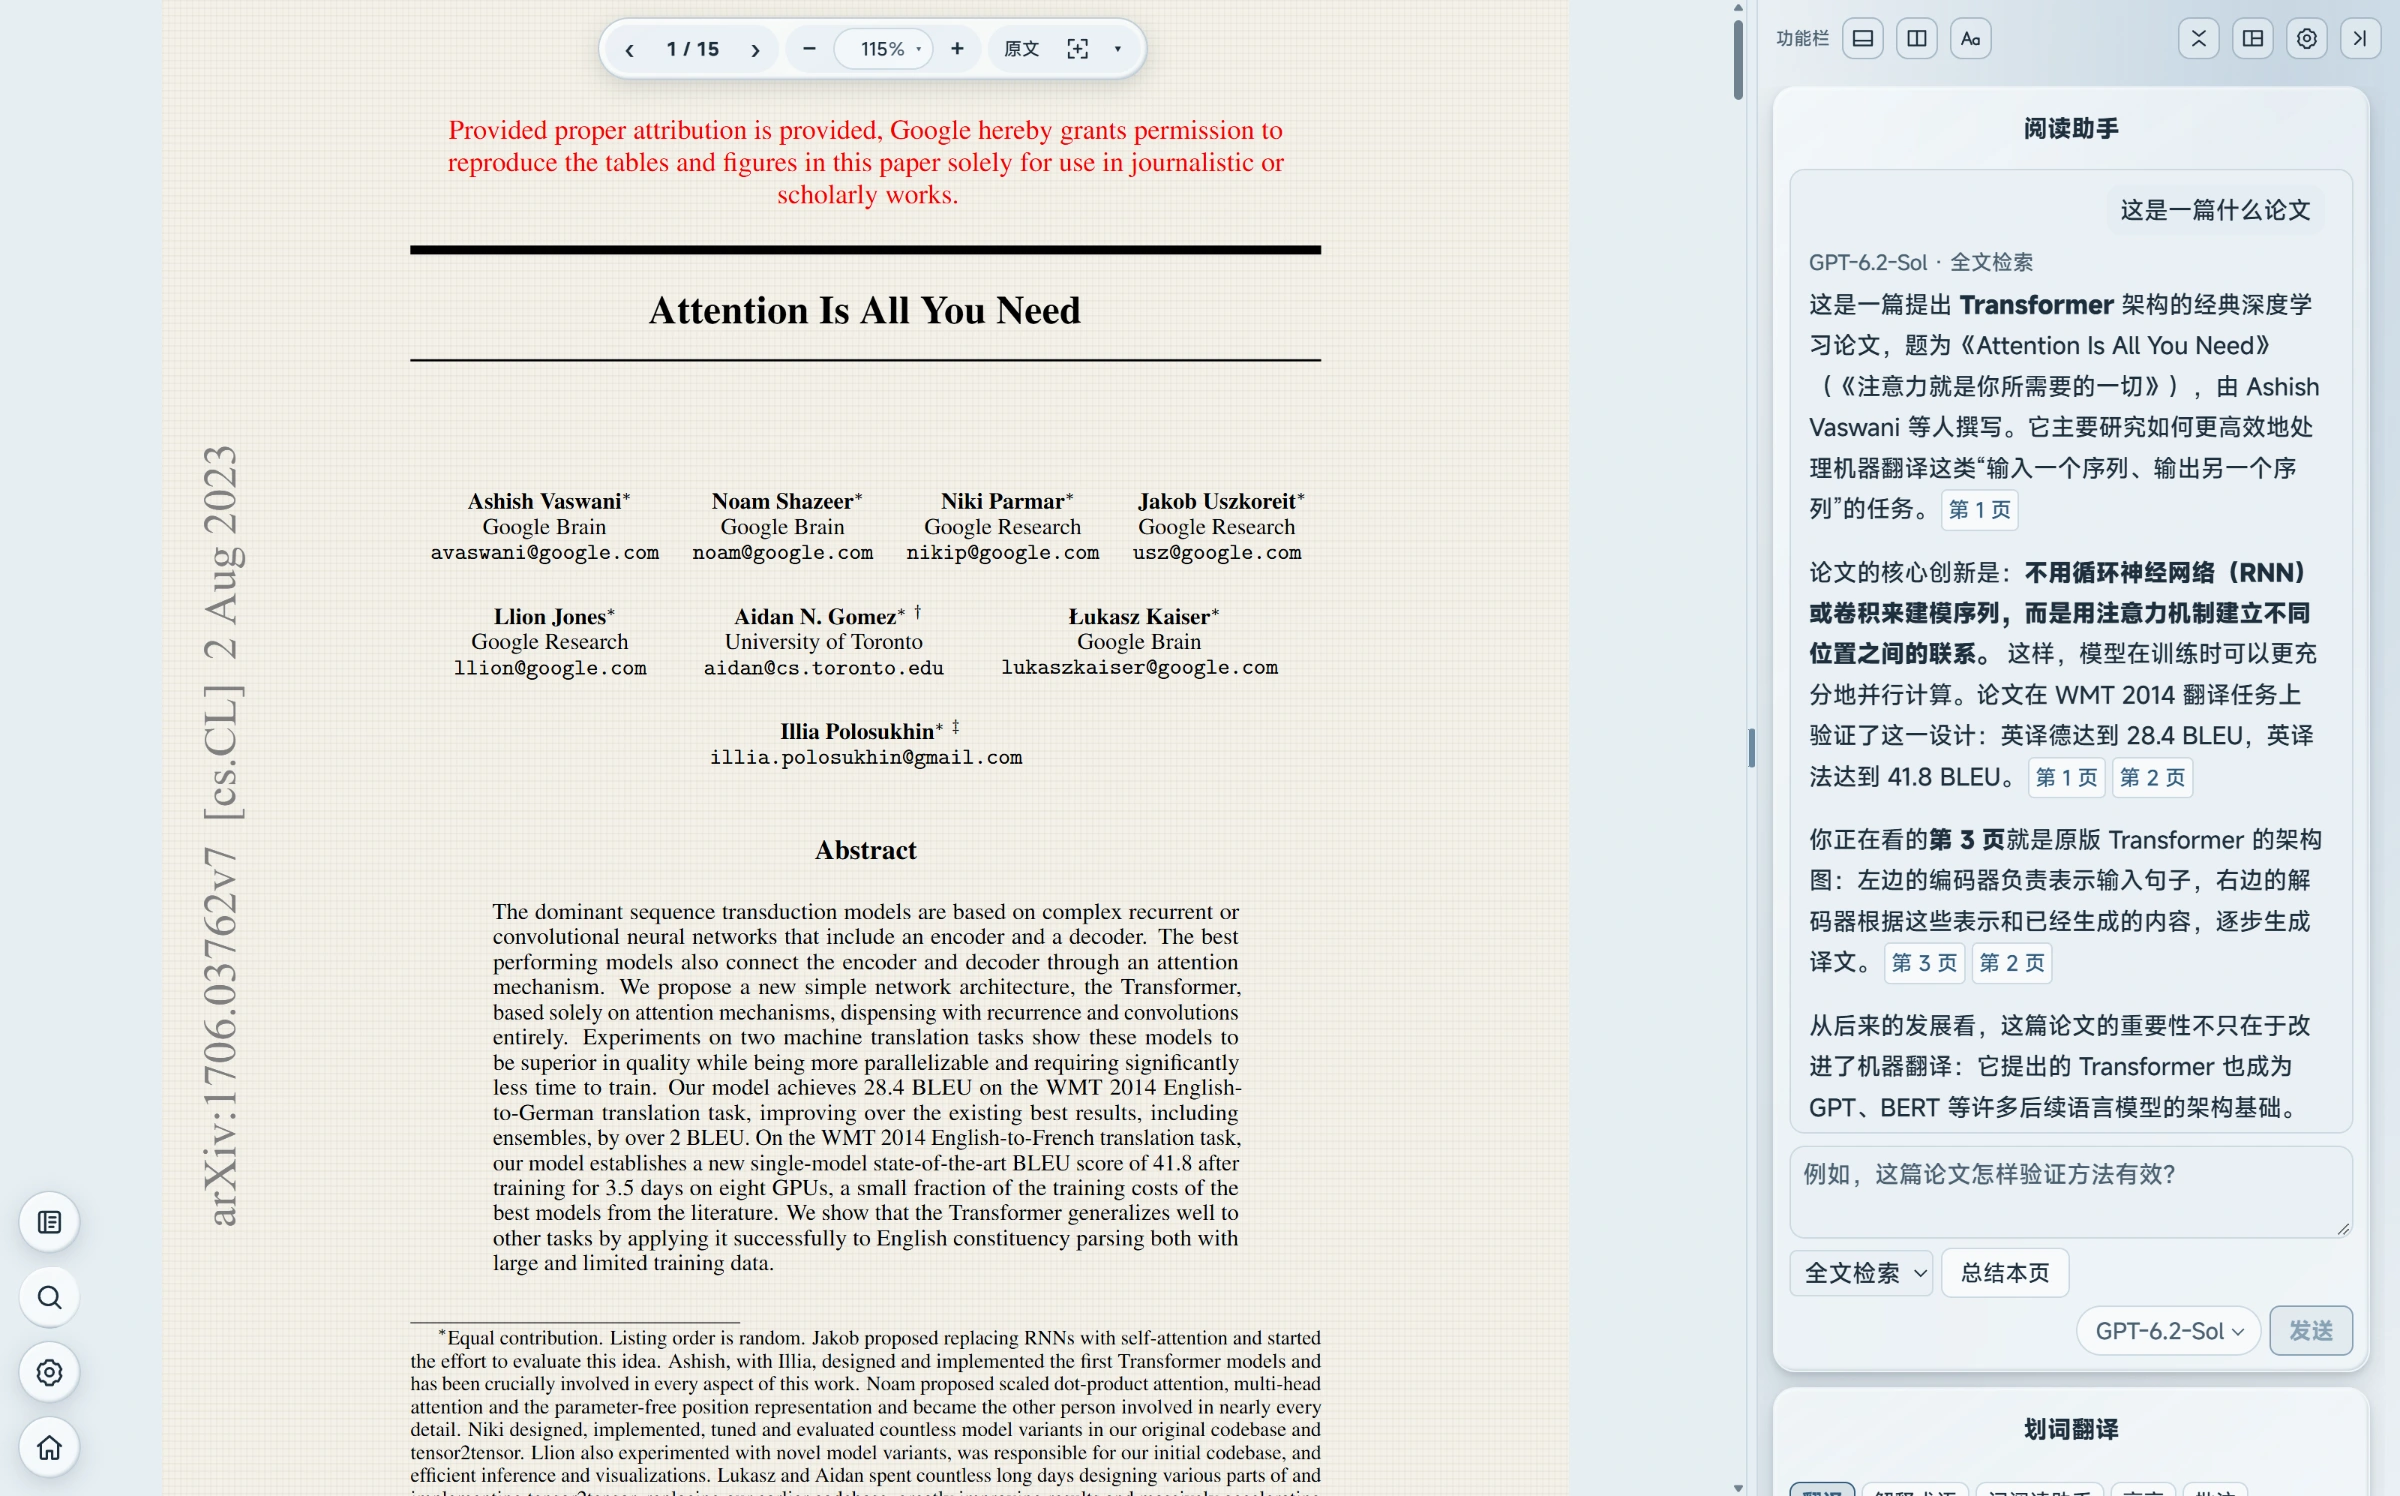 1 / 15
115%
原文
Provided proper attribution is provided, Google hereby grants permission to
reproduce the tables and figures in this paper solely for use in journalistic or
scholarly works.
Attention Is All You Need
Ashish Vaswani* Noam Shazeer* Niki Parmar* Jakob Uszkoreit*
Google Brain Google Brain Google Research Google Research
avaswani@google.com noam@google.com nikip@google.com usz@google.com
Llion Jones* Aidan N. Gomez* † Łukasz Kaiser*
Google Research University of Toronto Google Brain
llion@google.com aidan@cs.toronto.edu lukaszkaiser@google.com
Illia Polosukhin* ‡
illia.polosukhin@gmail.com
Abstract
The dominant sequence transduction models are based on complex recurrent or
convolutional neural networks that include an encoder and a decoder. The best
performing models also connect the encoder and decoder through an attention
mechanism. We propose a new simple network architecture, the Transformer,
based solely on attention mechanisms, dispensing with recurrence and convolutions
entirely. Experiments on two machine translation tasks show these models to
be superior in quality while being more parallelizable and requiring significantly
less time to train. Our model achieves 28.4 BLEU on the WMT 2014 English-
to-German translation task, improving over the existing best results, including
ensembles, by over 2 BLEU. On the WMT 2014 English-to-French translation task,
our model establishes a new single-model state-of-the-art BLEU score of 41.8 after
training for 3.5 days on eight GPUs, a small fraction of the training costs of the
best models from the literature. We show that the Transformer generalizes well to
other tasks by applying it successfully to English constituency parsing both with
large and limited training data.
*Equal contribution. Listing order is random. Jakob proposed replacing RNNs with self-attention and started
the effort to evaluate this idea. Ashish, with Illia, designed and implemented the first Transformer models and
has been crucially involved in every aspect of this work. Noam proposed scaled dot-product attention, multi-head
attention and the parameter-free position representation and became the other person involved in nearly every
detail. Niki designed, implemented, tuned and evaluated countless model variants in our original codebase and
tensor2tensor. Llion also experimented with novel model variants, was responsible for our initial codebase, and
efficient inference and visualizations. Lukasz and Aidan spent countless long days designing various parts of and
arXiv:1706.03762v7 [cs.CL] 2 Aug 2023
功能栏
Aa
阅读助手
这是一篇什么论文
GPT-6.2-Sol · 全文检索
这是一篇提出 Transformer 架构的经典深度学
习论文，题为《Attention Is All You Need》
（《注意力就是你所需要的一切》），由 Ashish
Vaswani 等人撰写。它主要研究如何更高效地处
理机器翻译这类“输入一个序列、输出另一个序
列”的任务。 第 1 页
论文的核心创新是：不用循环神经网络（RNN）
或卷积来建模序列，而是用注意力机制建立不同
位置之间的联系。 这样，模型在训练时可以更充
分地并行计算。论文在 WMT 2014 翻译任务上
验证了这一设计：英译德达到 28.4 BLEU，英译
法达到 41.8 BLEU。 第 1 页 第 2 页
你正在看的第 3 页就是原版 Transformer 的架构
图：左边的编码器负责表示输入句子，右边的解
码器根据这些表示和已经生成的内容，逐步生成
译文。 第 3 页 第 2 页
从后来的发展看，这篇论文的重要性不只在于改
进了机器翻译：它提出的 Transformer 也成为
GPT、BERT 等许多后续语言模型的架构基础。
例如，这篇论文怎样验证方法有效？
全文检索 总结本页
GPT-6.2-Sol 发送
划词翻译